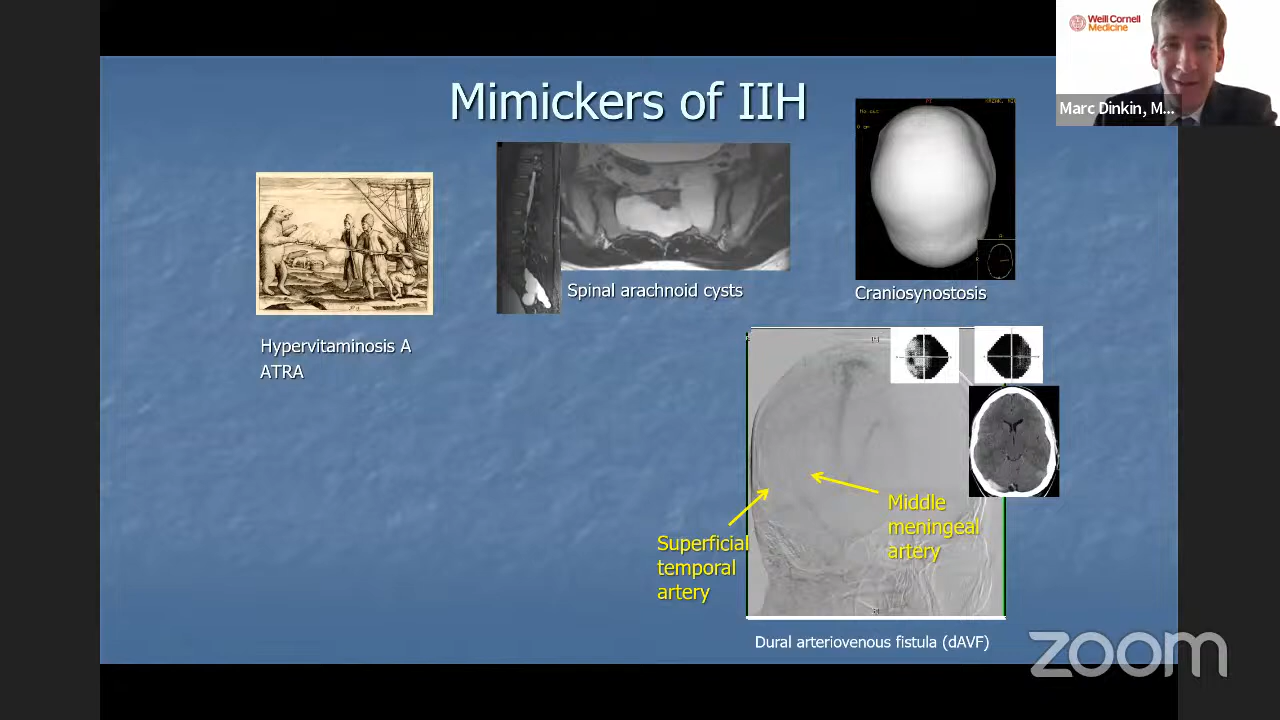 Weill Cornell
Medicine
Marc Dinkin, M...
Mimickers of IIH
Spinal arachnoid cysts
Craniosynostosis
Hypervitaminosis A
ATRA
Superficial
temporal
artery
Middle
meningeal
artery
Dural arteriovenous fistula (dAVF)
zoom